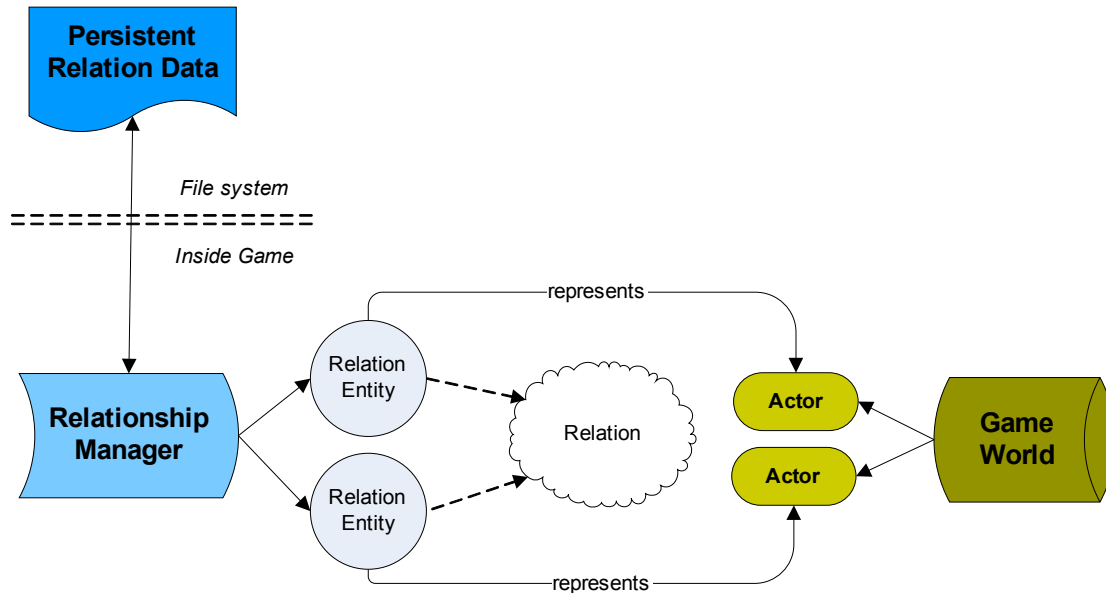 Persistent
Relation Data
File system
Inside Game
represents
Relation
Entity
Relationship
Manager
Relation
Actor
Game
World
Actor
Relation
Entity
represents